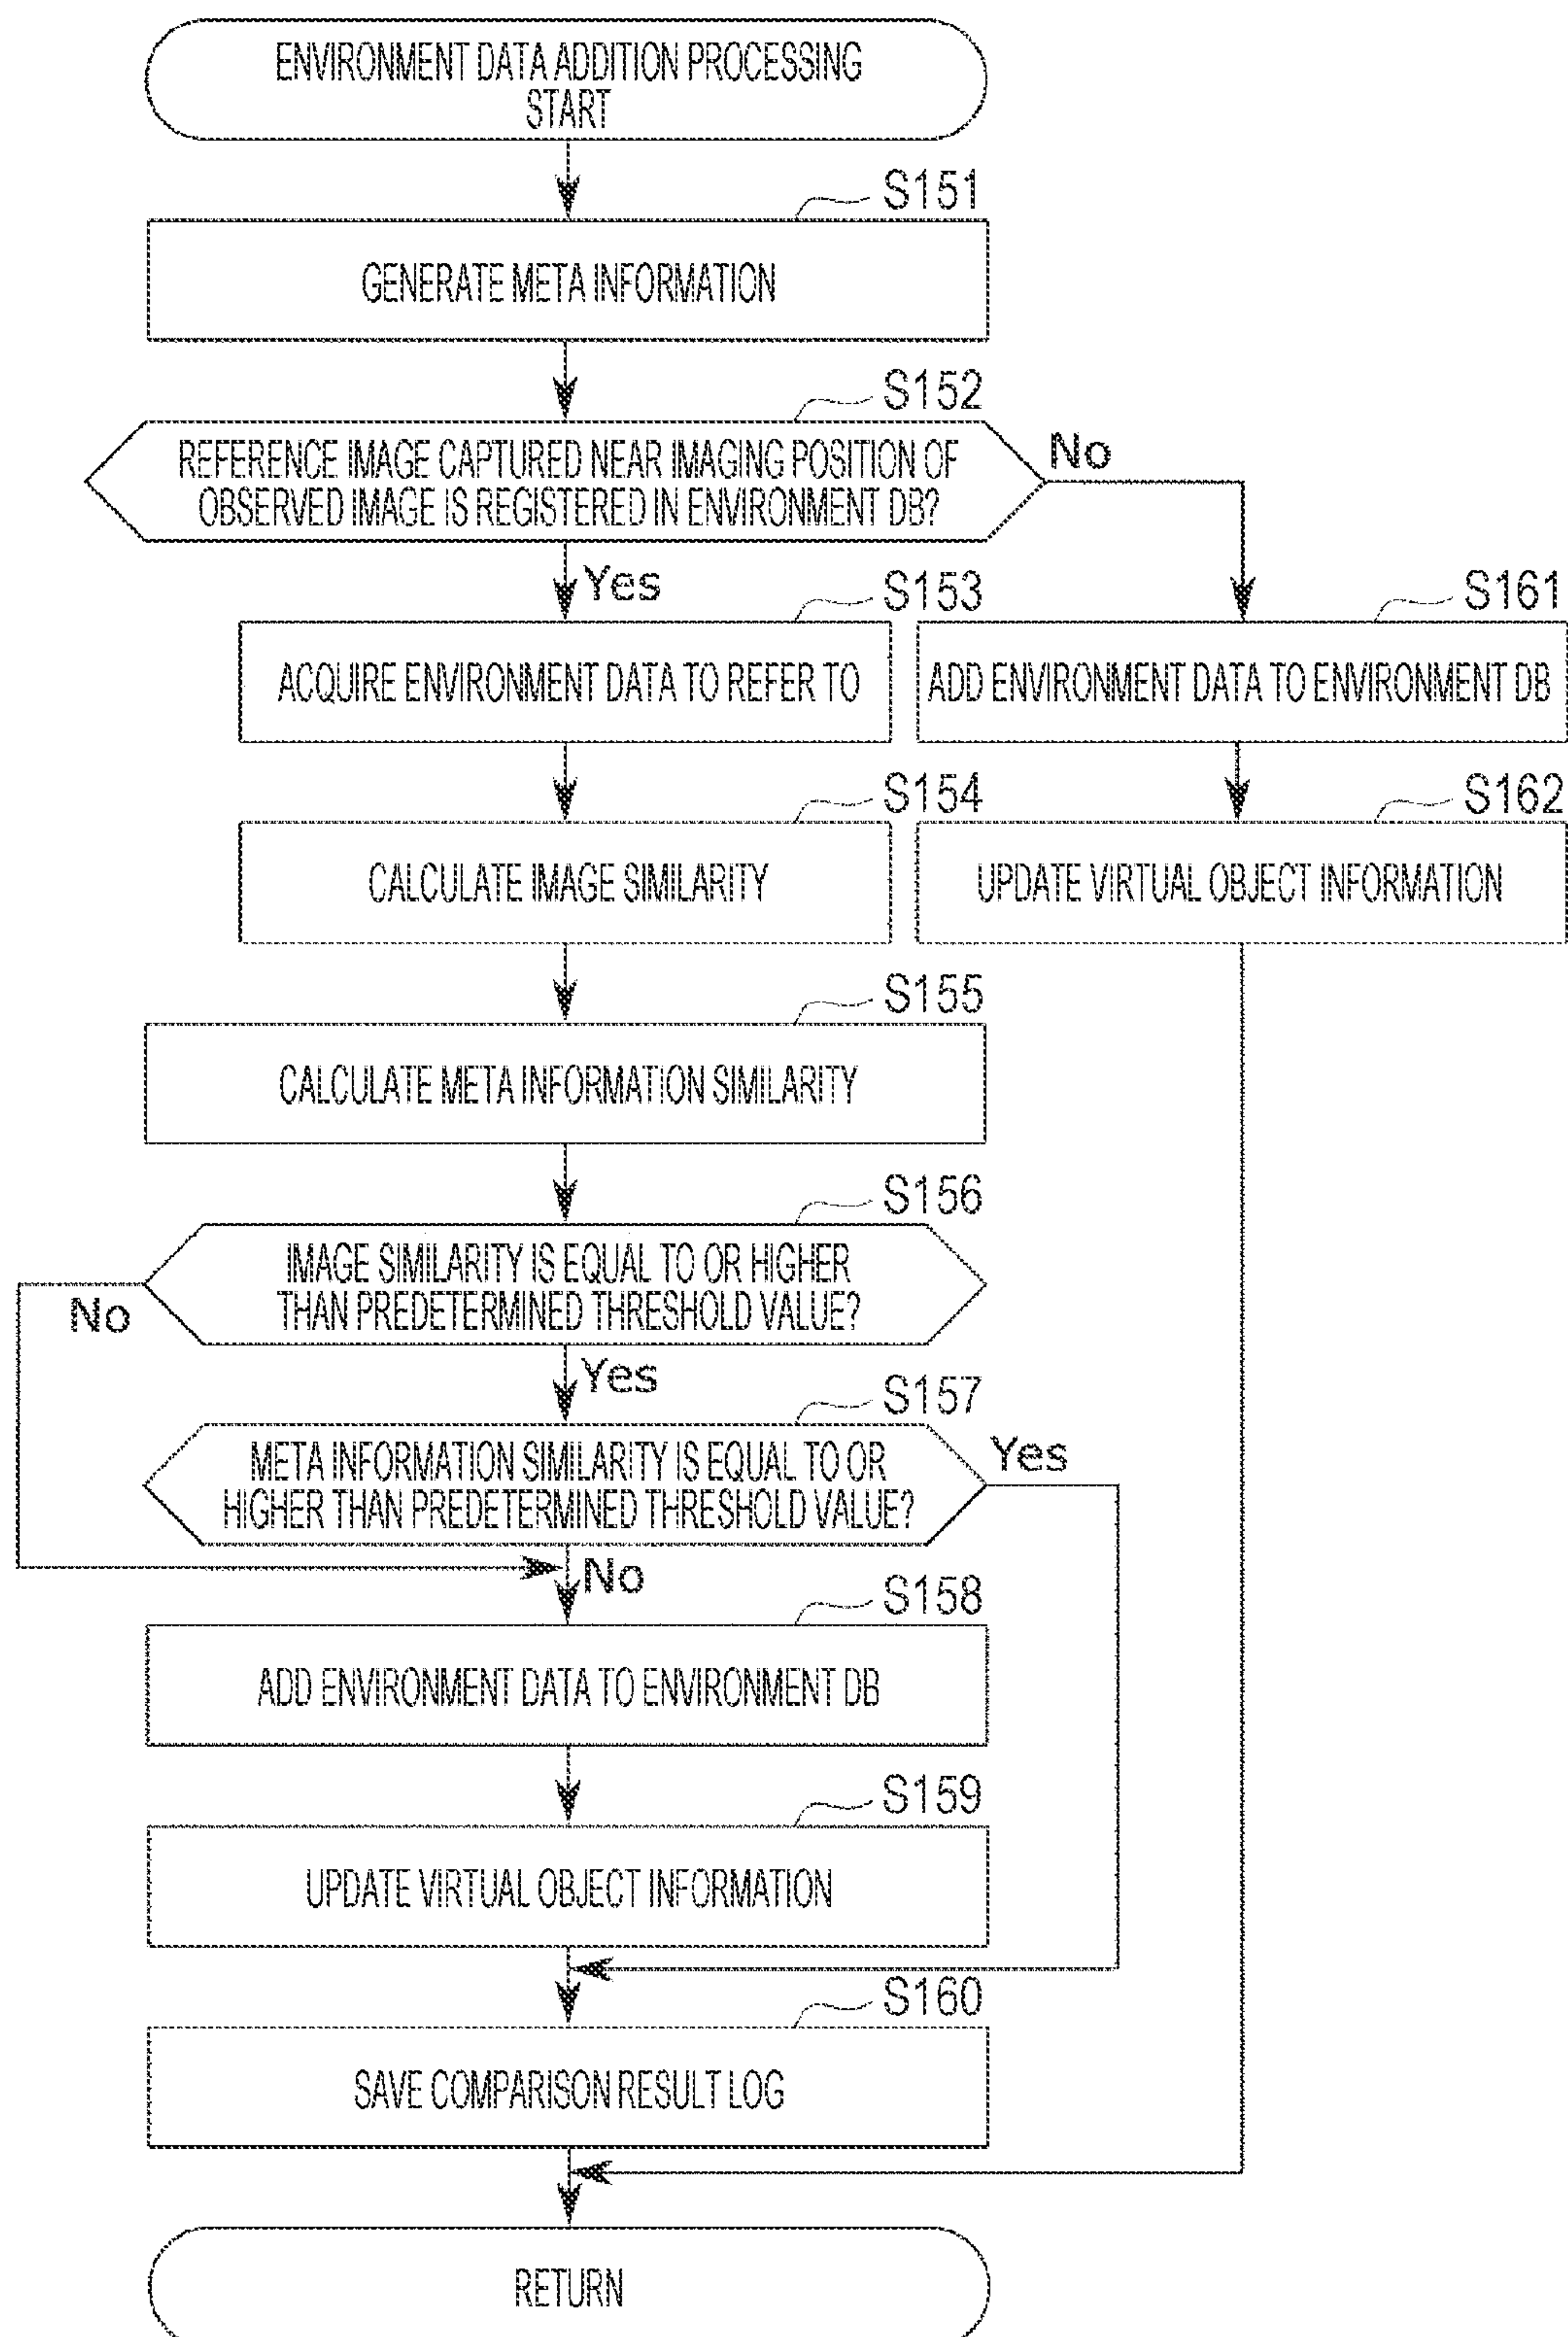 ENVIRONMENT DATA ADDITION PROCESSING
START
S151
GENERATE META INFORMATION
S152
REFERENCE IMAGE CAPTURED NEAR IMAGING POSITION OF
OBSERVED IMAGE IS REGISTERED IN ENVIRONMENT DB?
No
Yes
S153
ACQUIRE ENVIRONMENT DATA TO REFER TO
S161
ADD ENVIRONMENT DATA TO ENVIRONMENT DB
S154
CALCULATE IMAGE SIMILARITY
S162
UPDATE VIRTUAL OBJECT INFORMATION
S155
CALCULATE META INFORMATION SIMILARITY
S156
IMAGE SIMILARITY IS EQUAL TO OR HIGHER
THAN PREDETERMINED THRESHOLD VALUE?
No
Yes
S157
META INFORMATION SIMILARITY IS EQUAL TO OR
HIGHER THAN PREDETERMINED THRESHOLD VALUE?
Yes
No
S158
ADD ENVIRONMENT DATA TO ENVIRONMENT DB
S159
UPDATE VIRTUAL OBJECT INFORMATION
S160
SAVE COMPARISON RESULT LOG
RETURN